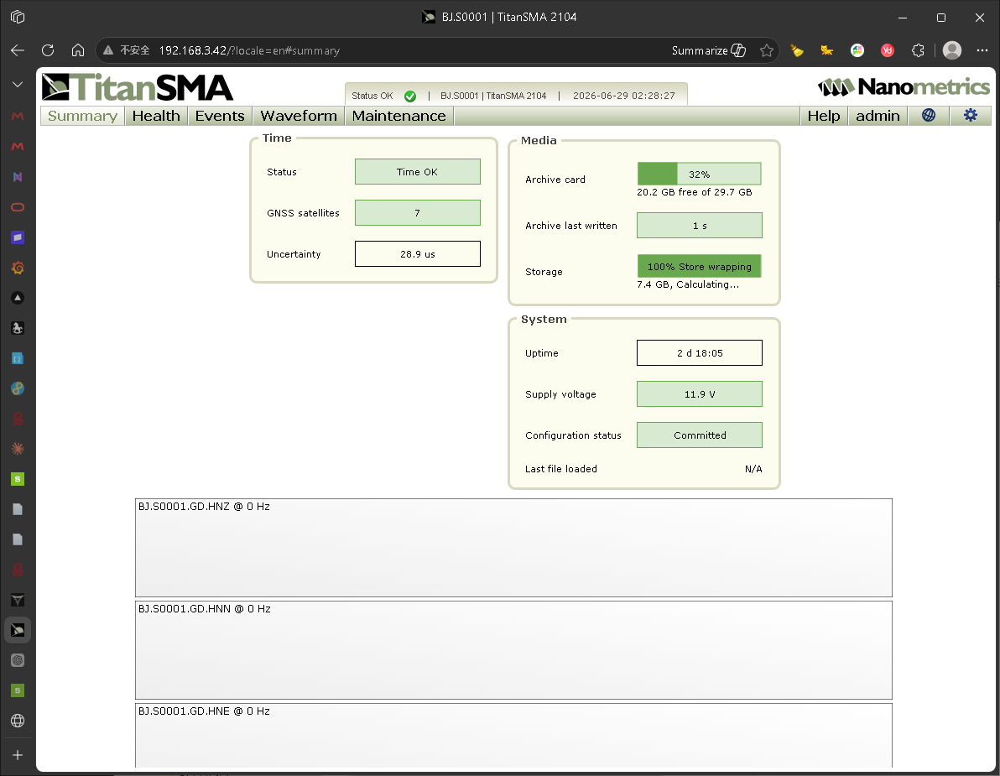 BJ.S0001 | TitanSMA 2104
不安全 192.168.3.42/?locale=en#summary Summarize
Yd
TitanSMA
Status OK | BJ.S0001 | TitanSMA 2104 | 2026-06-29 02:28:27
Nanometrics
Summary Health Events Waveform Maintenance Help admin
Time
Status Time OK
GNSS satellites 7
Uncertainty 28.9 us
Media
Archive card 32%
20.2 GB free of 29.7 GB
Archive last written 1 s
Storage 100% Store wrapping
7.4 GB, Calculating...
System
Uptime 2 d 18:05
Supply voltage 11.9 V
Configuration status Committed
Last file loaded N/A
BJ.S0001.GD.HNZ @ 0 Hz
BJ.S0001.GD.HNN @ 0 Hz
BJ.S0001.GD.HNE @ 0 Hz